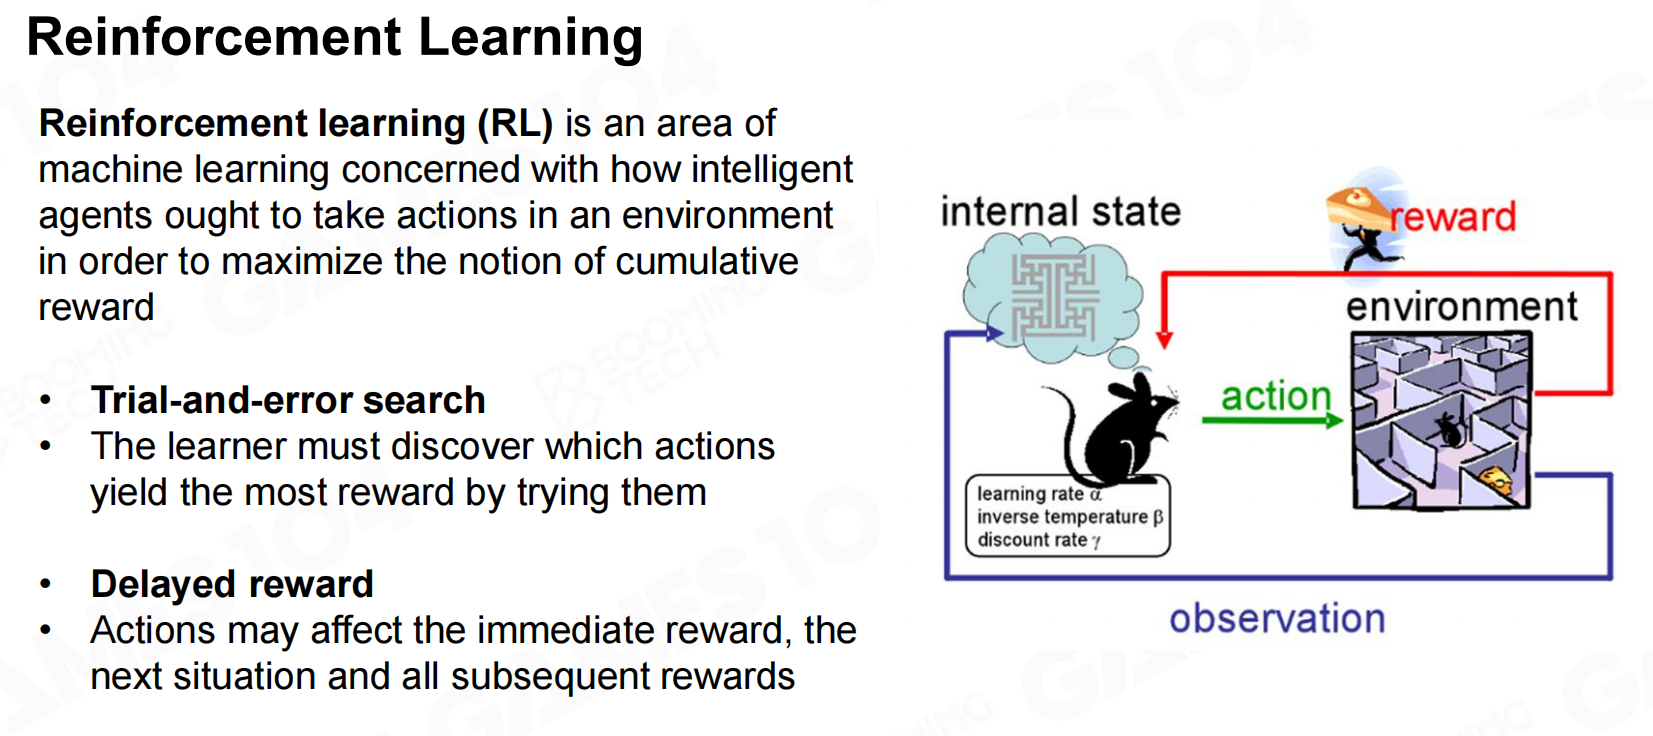 Reinforcement Learning
Reinforcement learning (RL) is an area of
machine learning concerned with how intelligent
agents ought to take actions in an environment
in order to maximize the notion of cumulative
reward
• Trial-and-error search
• The learner must discover which actions
yield the most reward by trying them
• Delayed reward
• Actions may affect the immediate reward, the
next situation and all subsequent rewards
internal state
reward
environment
action
learning rate α
inverse temperature β
discount rate γ
observation
GAMES104
BOOMING
TECH